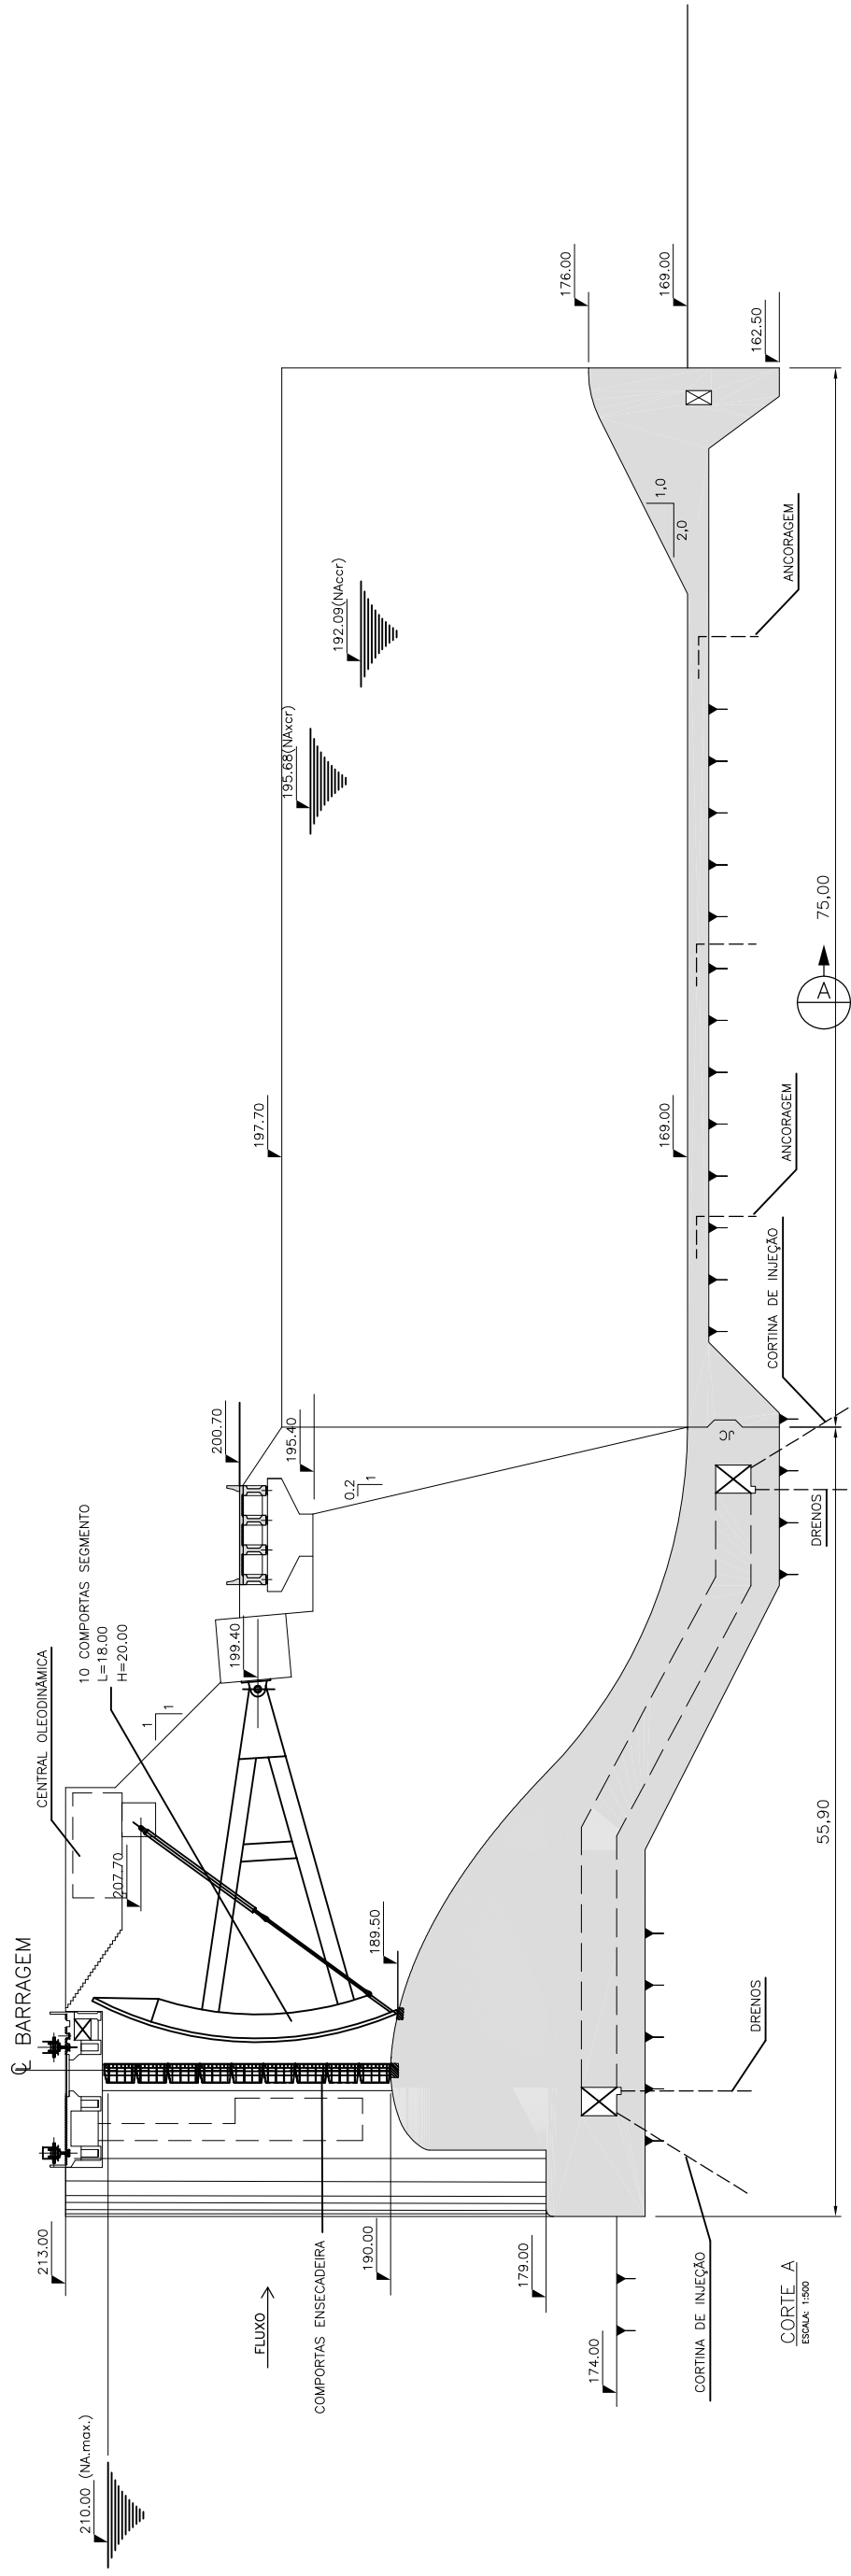 210.00 (NA.max.)
213.00
℄ BARRAGEM
CENTRAL OLEODINÂMICA
10 COMPORTAS SEGMENTO
L=18.00
H=20.00
207.70
1
1
199.40
200.70
195.40
0.2
1
197.70
195.68(NAxcr)
192.09(NAccr)
176.00
169.00
162.50
1,0
2,0
ANCORAGEM
169.00
ANCORAGEM
CORTINA DE INJEÇÃO
JC
DRENOS
189.50
FLUXO
COMPORTAS ENSECADEIRA
190.00
179.00
174.00
DRENOS
CORTINA DE INJEÇÃO
55,90
75,00
A
CORTE A
ESCALA: 1:500